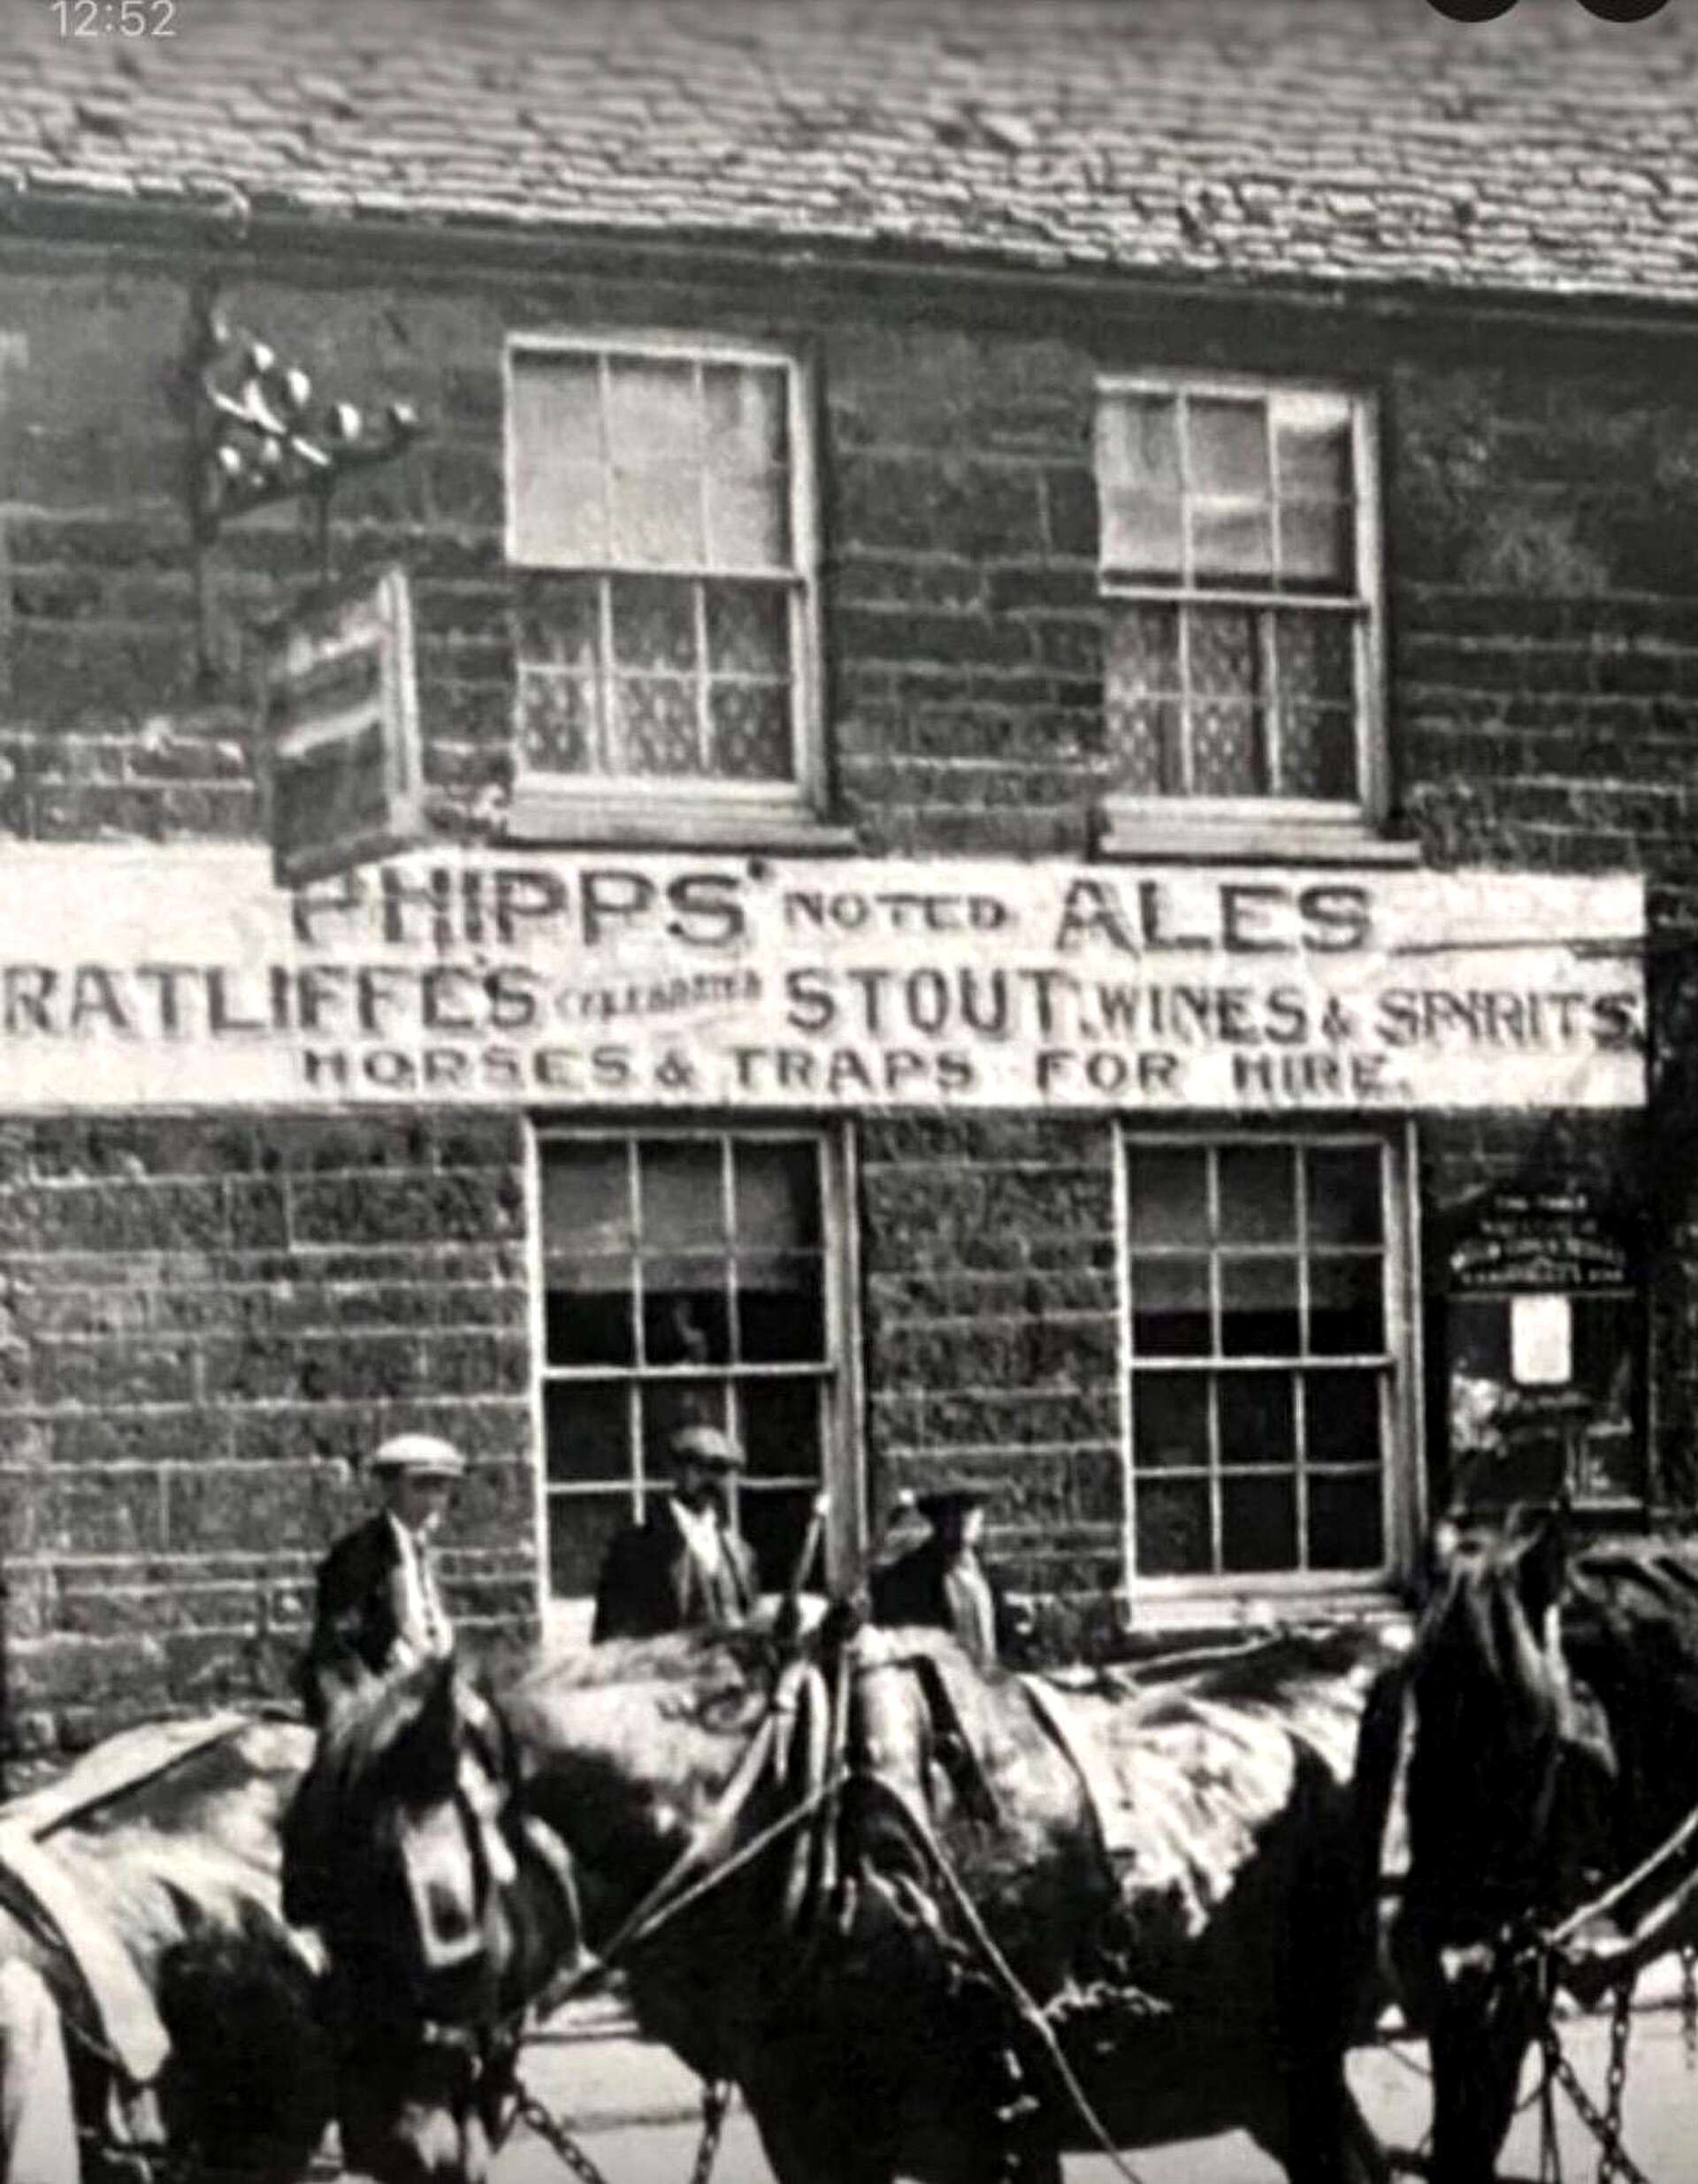 12:52
PHIPPS' NOTED ALES
RATLIFFE'S CELEBRATED STOUT. WINES & SPIRITS.
HORSES & TRAPS FOR HIRE.